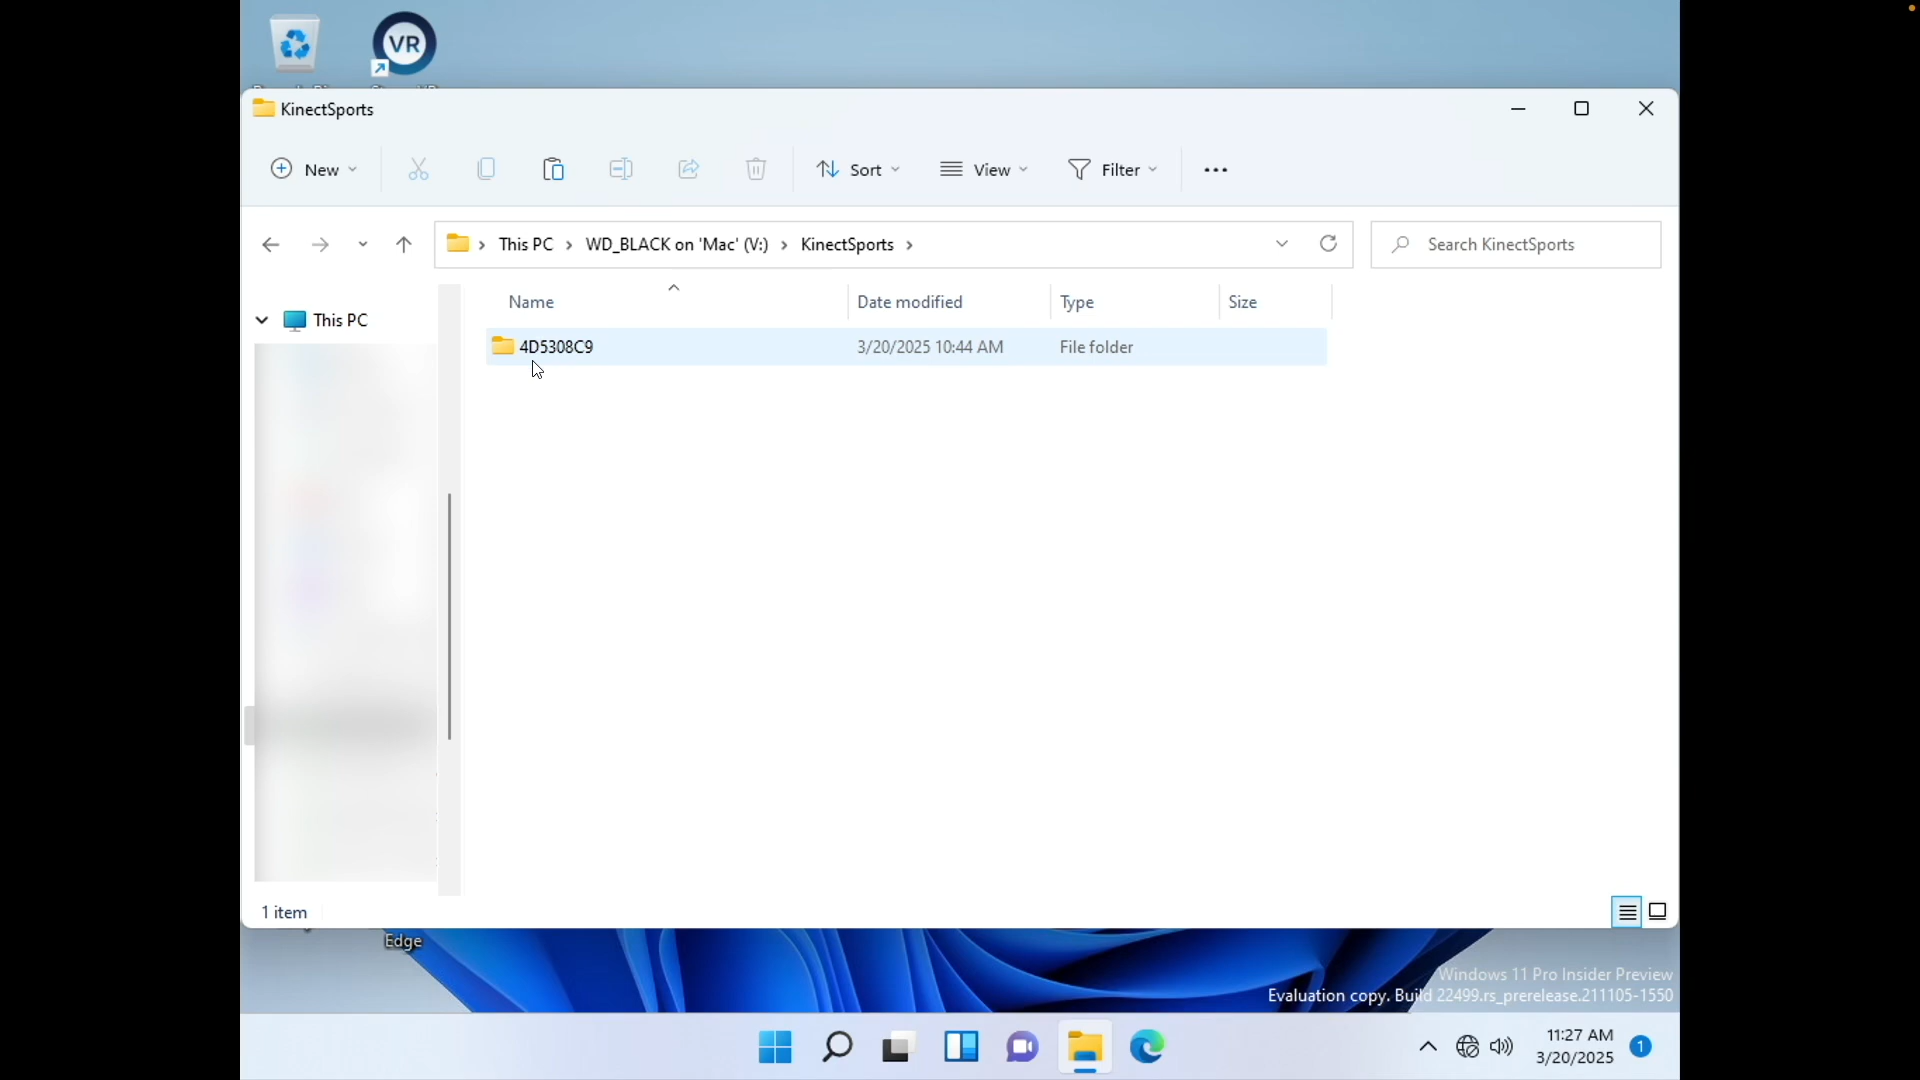 VR
KinectSports
New
Sort
View
Filter
This PC
WD_BLACK on 'Mac' (V:)
KinectSports
Search KinectSports
Name
Date modified
Type
Size
This PC
4D5308C9
3/20/2025 10:44 AM
File folder
1 item
Edge
Windows 11 Pro Insider Preview
Evaluation copy. Build 22499.rs_prerelease.211105-1550
11:27 AM
3/20/2025
1